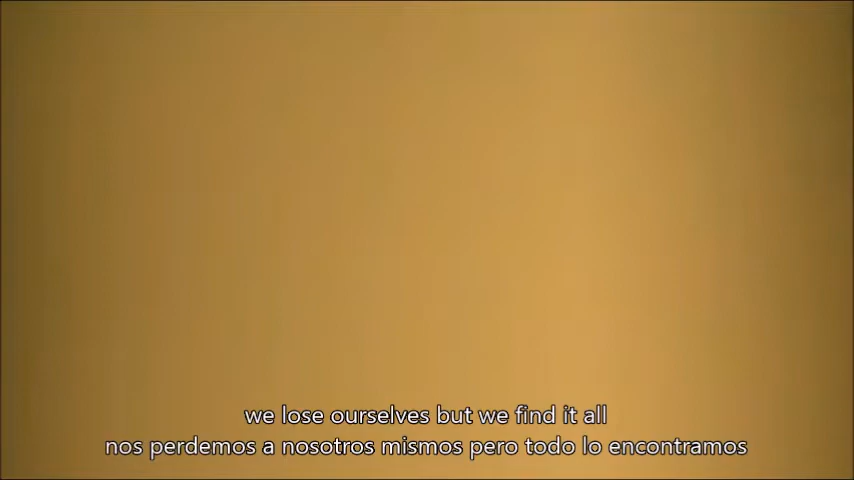 we lose ourselves but we find it all
nos perdemos a nosotros mismos pero todo lo encontramos